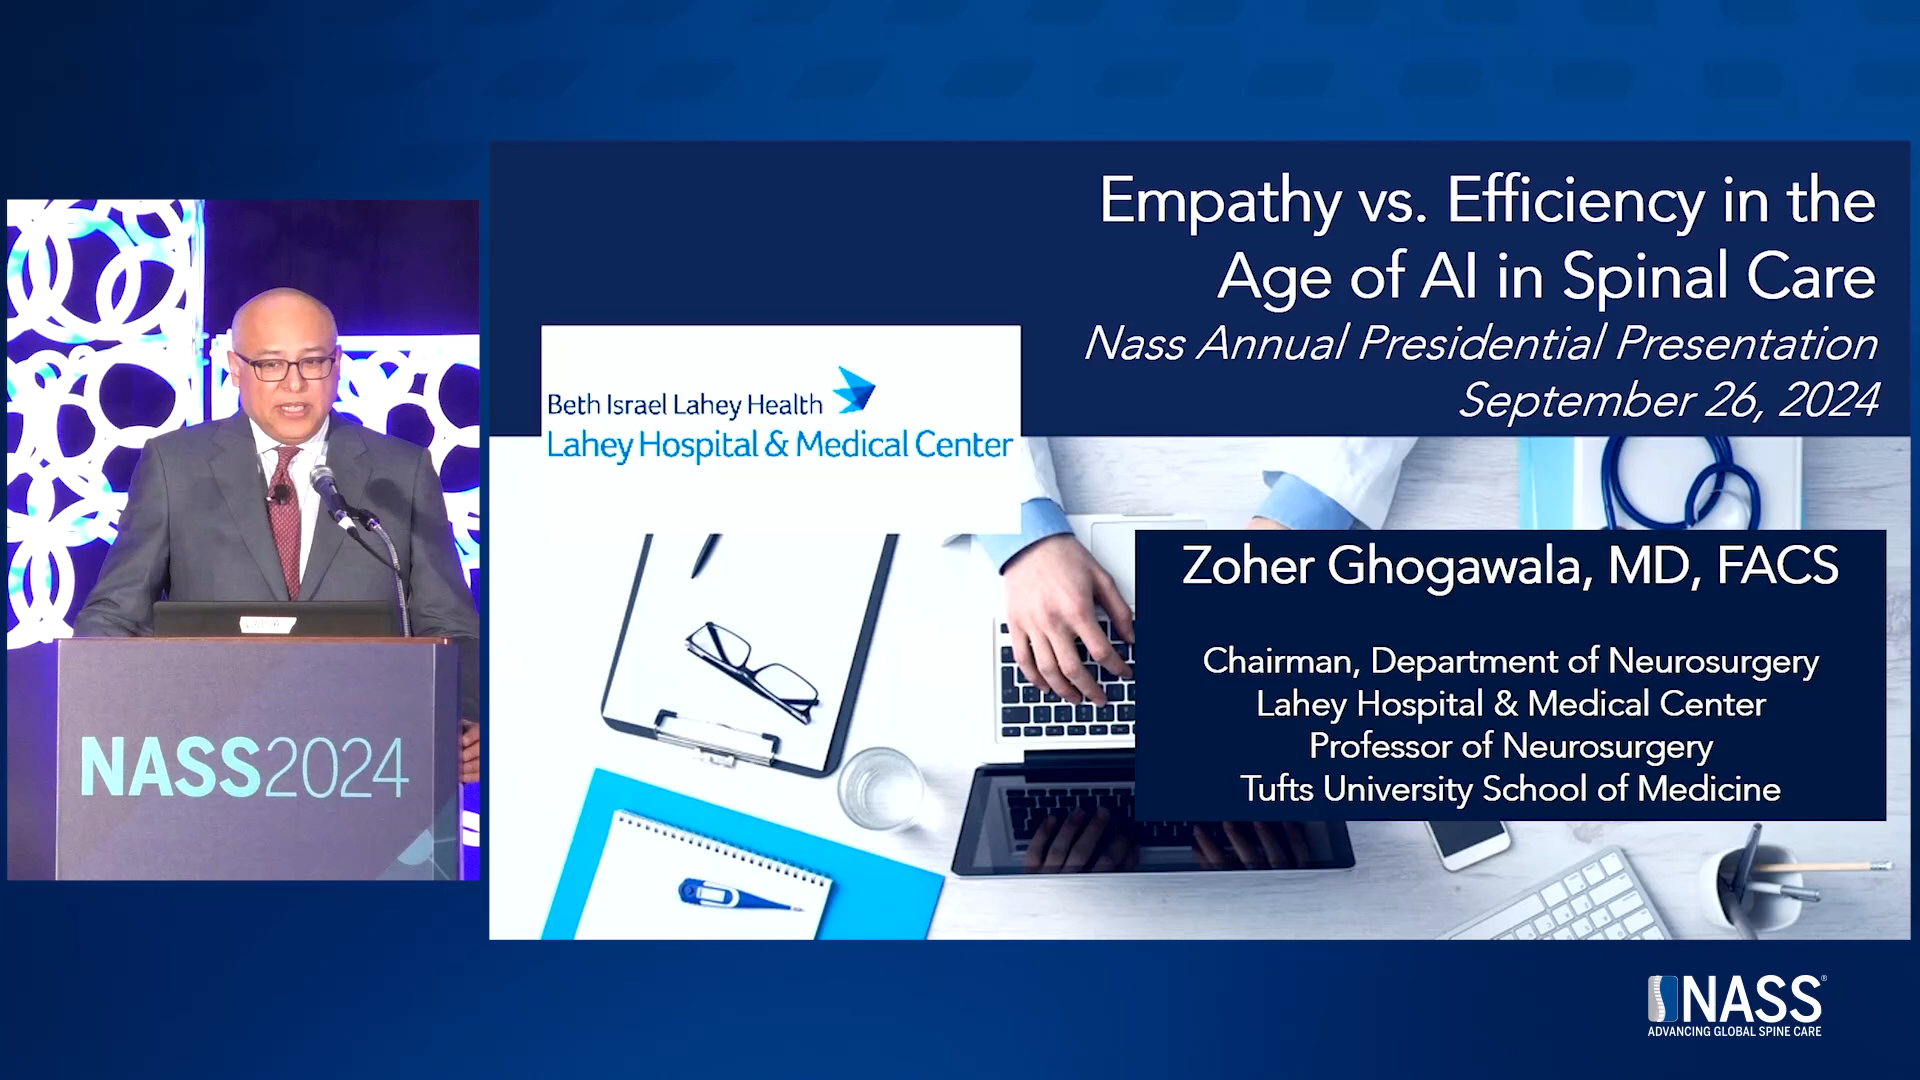 Empathy vs. Efficiency in the
Age of AI in Spinal Care
Nass Annual Presidential Presentation
September 26, 2024
Beth Israel Lahey Health
Lahey Hospital & Medical Center
Zoher Ghogawala, MD, FACS
Chairman, Department of Neurosurgery
Lahey Hospital & Medical Center
Professor of Neurosurgery
Tufts University School of Medicine
NASS2024
NASS®
ADVANCING GLOBAL SPINE CARE